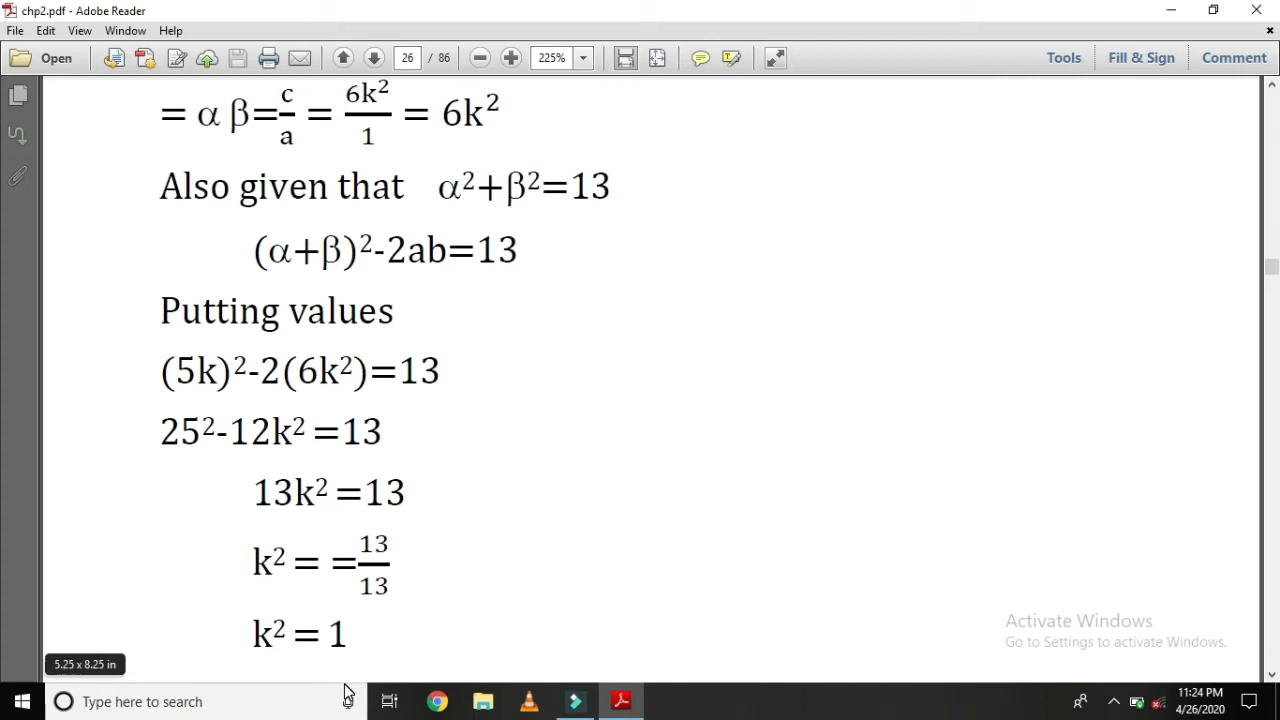 chp2.pdf - Adobe Reader
File Edit View Window Help
Open 26 / 86 225% Tools Fill & Sign Comment
= α β=c/a = 6k²/1 = 6k²
Also given that α²+β²=13
(α+β)²-2ab=13
Putting values
(5k)²-2(6k²)=13
25²-12k² =13
13k² =13
k² = =13/13
k² = 1
Activate Windows
Go to Settings to activate Windows.
5.25 x 8.25 in
Type here to search
11:24 PM
4/26/2020